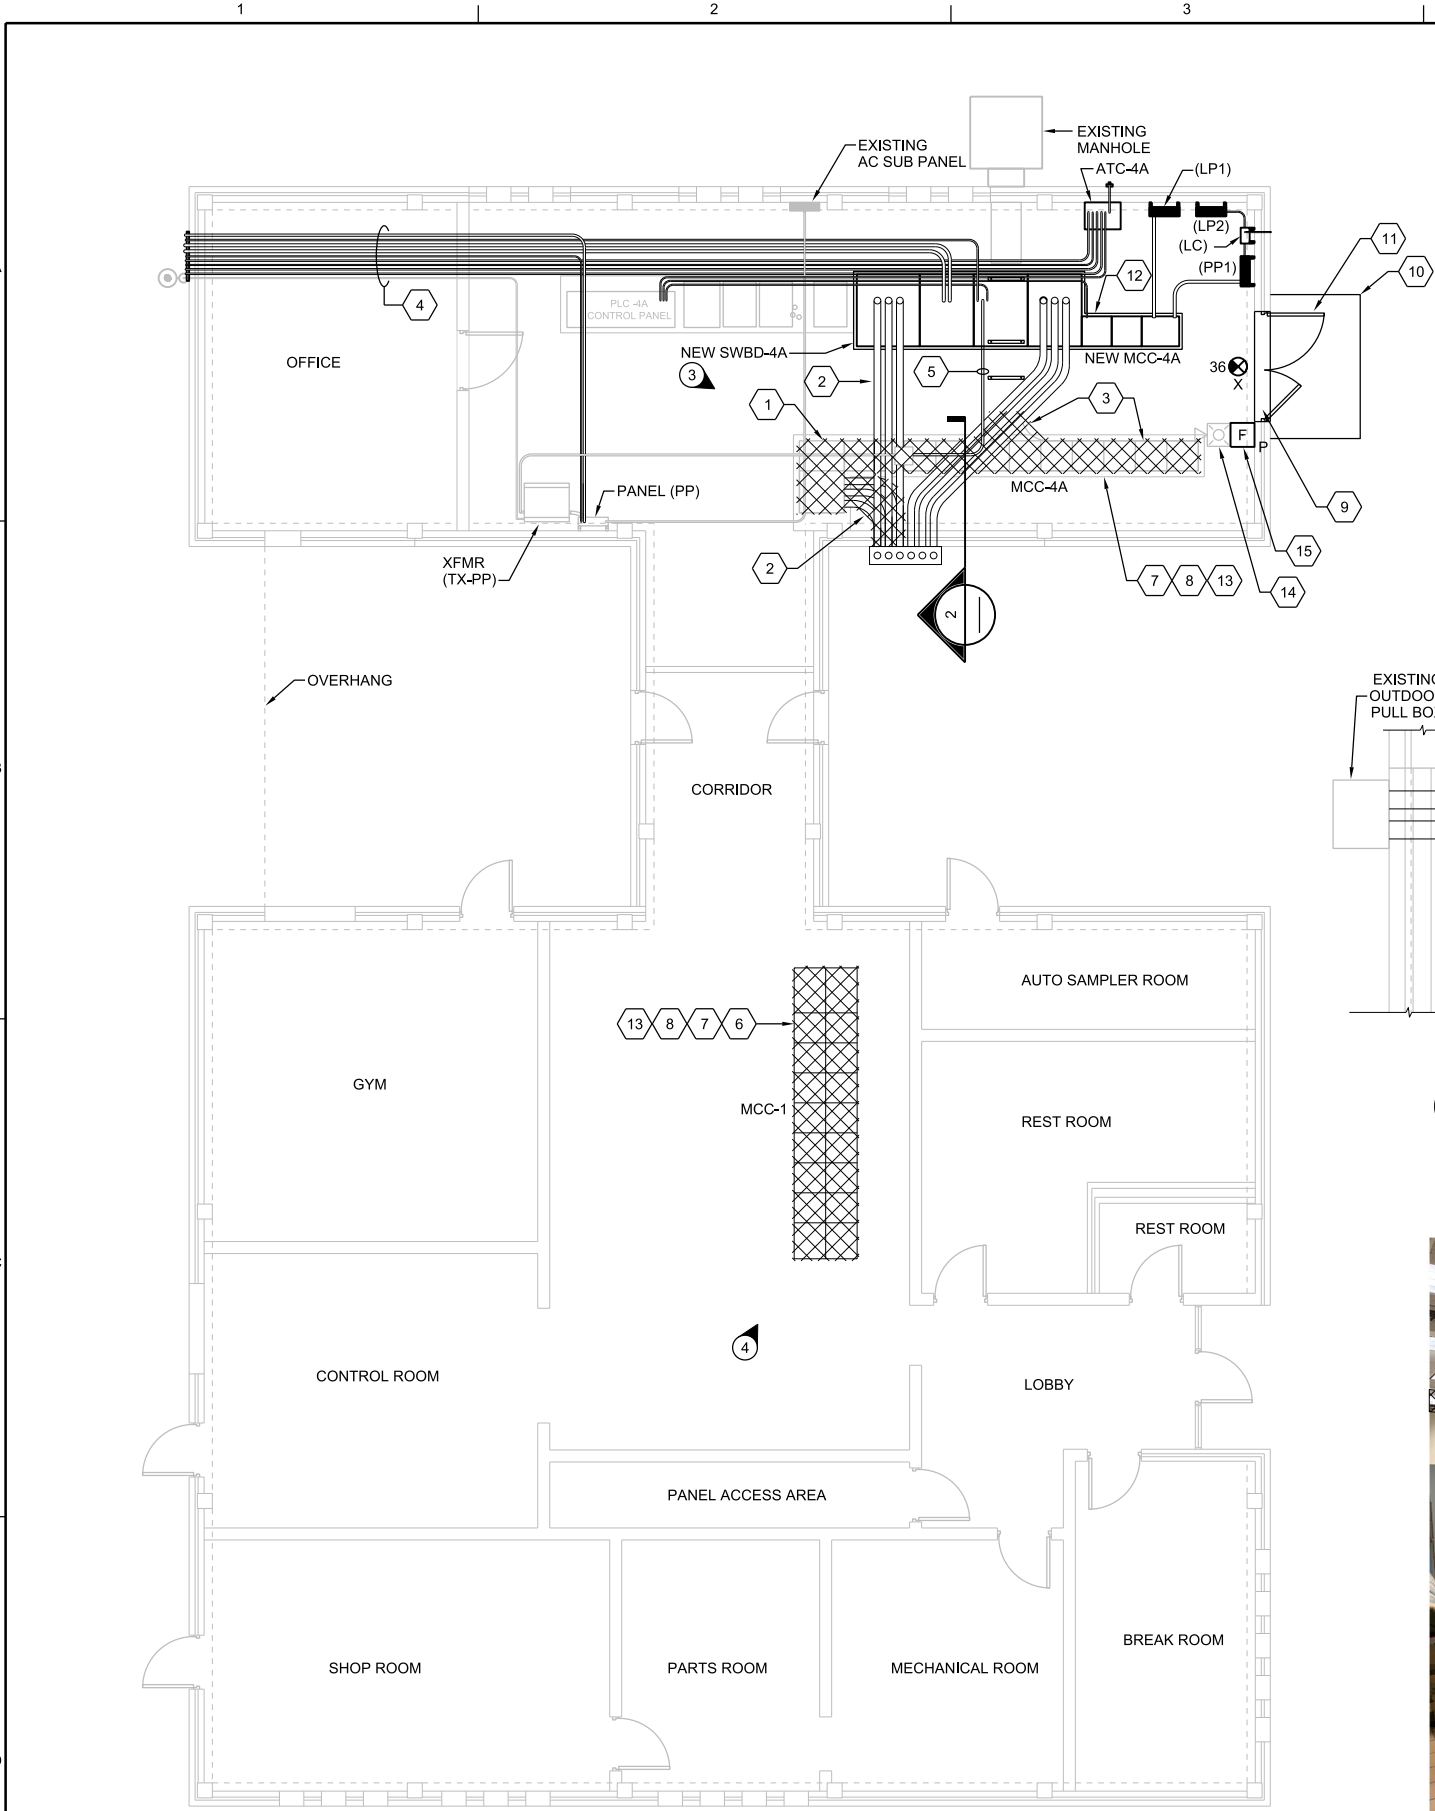 1
2
3
EXISTING
MANHOLE
EXISTING
AC SUB PANEL
ATC-4A
(LP1)
(LP2)
(LC)
(PP1)
11
10
12
4
PLC -4A
CONTROL PANEL
OFFICE
NEW SWBD-4A
3
2
5
NEW MCC-4A
36
X
1
3
F
P
MCC-4A
PANEL (PP)
9
XFMR
(TX-PP)
2
15
7
8
13
14
2
OVERHANG
EXISTING
OUTDOO
PULL BO
CORRIDOR
AUTO SAMPLER ROOM
13
8
7
6
GYM
MCC-1
REST ROOM
REST ROOM
4
CONTROL ROOM
LOBBY
PANEL ACCESS AREA
BREAK ROOM
SHOP ROOM
PARTS ROOM
MECHANICAL ROOM